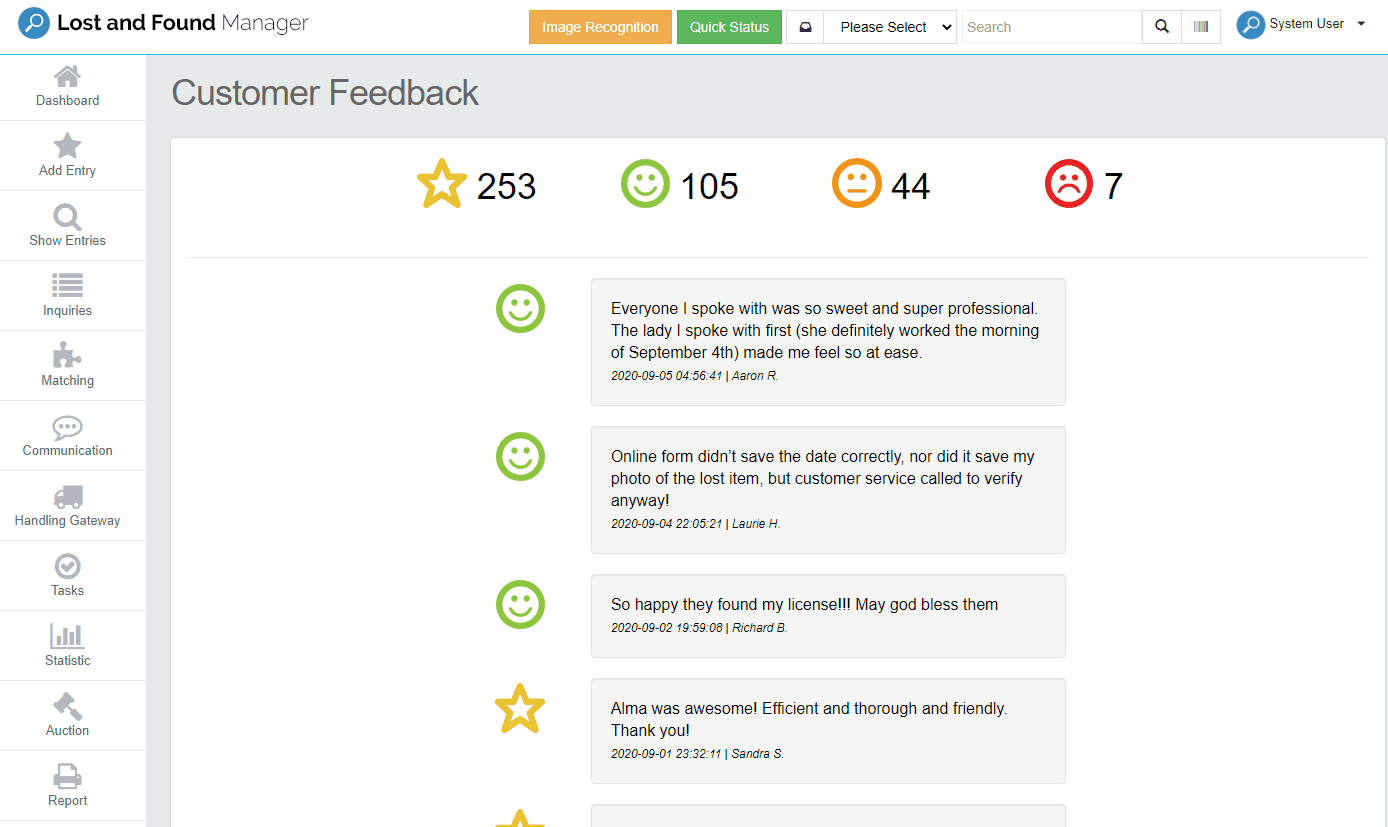 Lost and Found Manager
Image Recognition
Quick Status
Please Select
Search
System User
Dashboard
Add Entry
Show Entries
Inquiries
Matching
Communication
Handling Gateway
Tasks
Statistic
Auction
Report
Customer Feedback
253
105
44
7
Everyone I spoke with was so sweet and super professional.
The lady I spoke with first (she definitely worked the morning
of September 4th) made me feel so at ease.
2020-09-05 04:56:41 | Aaron R.
Online form didn’t save the date correctly, nor did it save my
photo of the lost item, but customer service called to verify
anyway!
2020-09-04 22:05:21 | Laurie H.
So happy they found my license!!! May god bless them
2020-09-02 19:59:08 | Richard B.
Alma was awesome! Efficient and thorough and friendly.
Thank you!
2020-09-01 23:32:11 | Sandra S.